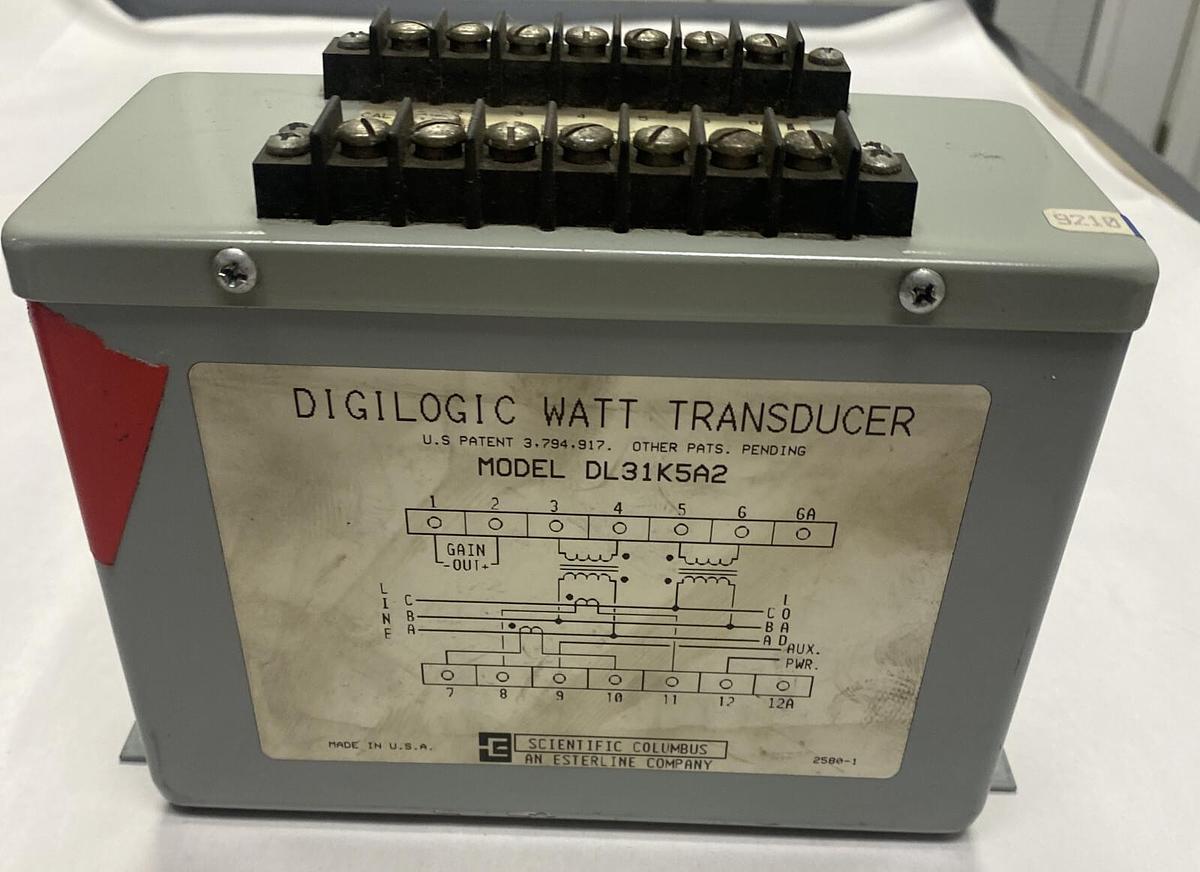 9210
DIGILOGIC WATT TRANSDUCER
U.S PATENT 3.794.917. OTHER PATS. PENDING
MODEL DL31K5A2
1 2 3 4 5 6 6A
GAIN
-OUT+
LINE
C
B
A
LOAD
C
B
A
AUX.
PWR.
7 8 9 10 11 12 12A
MADE IN U.S.A.
SCIENTIFIC COLUMBUS
AN ESTERLINE COMPANY
2580-1